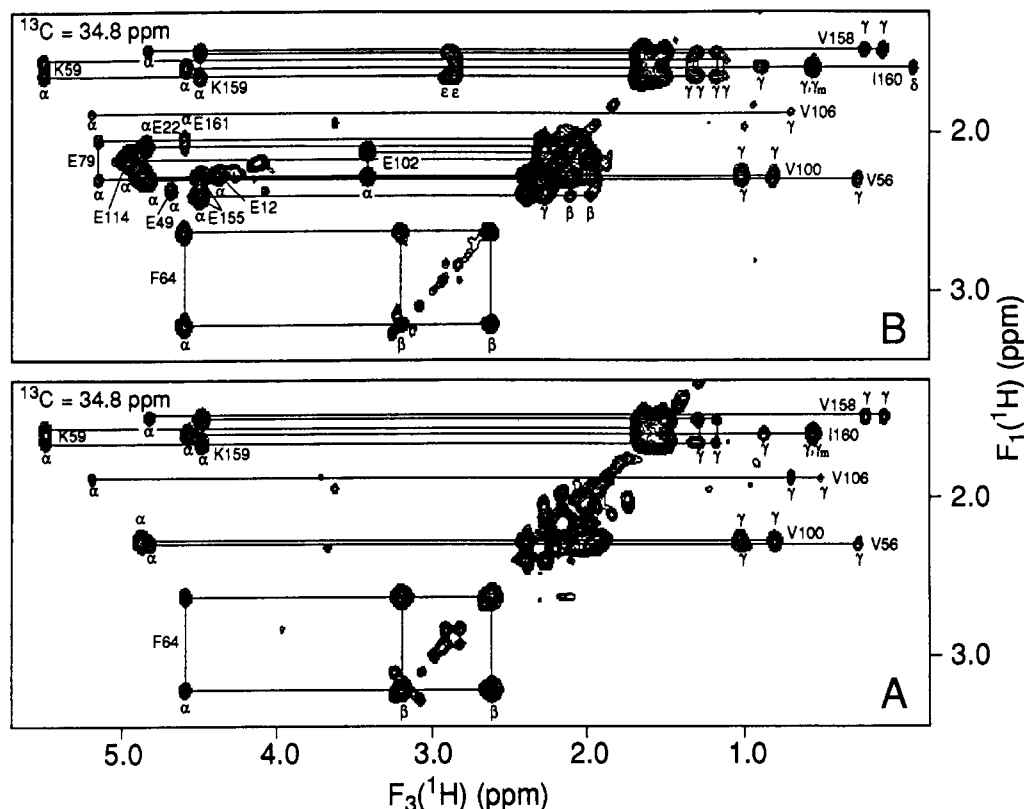 13C = 34.8 ppm
γ γ
V158
α
K59
α
α
K159
α
α
ε ε
γ γ γ γ
γ
γ,γm
I160
δ
V106
α
γ
αE22
αE161
2.0
E79
E102
γ
γ
V100
α
α
α
E12
α
γ
V56
E114
E49
α
E155
α
γ
β
β
γ
γ
F64
3.0
α
β
β
B
13C = 34.8 ppm
γ γ
V158
α
K59
α
α
α
K159
γ γ
γ
γ,γm
I160
V106
α
γ
γ
2.0
α
γ
γ
V100
α
γ
V56
γ
F64
3.0
α
β
β
A
5.0
4.0
3.0
2.0
1.0
F3(1H) (ppm)
F1(1H) (ppm)